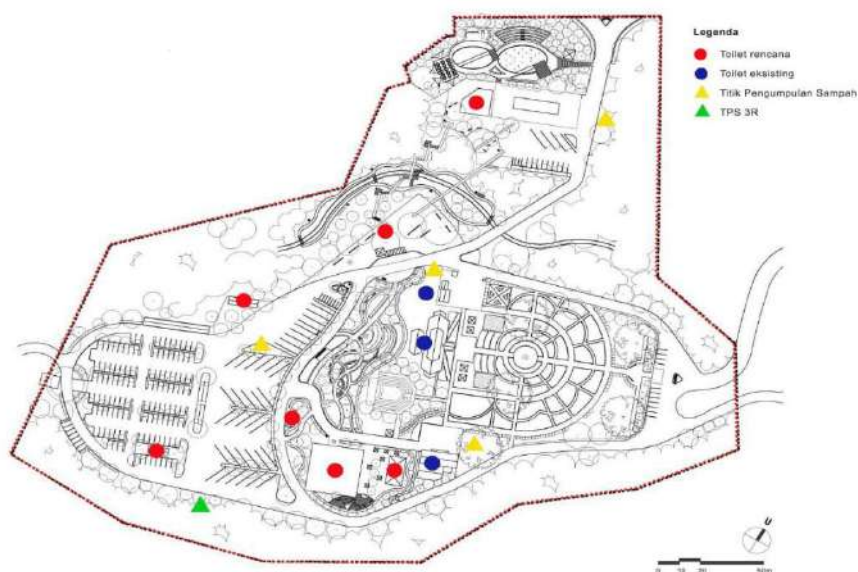 Legenda
Toilet rencana
Toilet eksisting
Titik Pengumpulan Sampah
TPS 3R
U